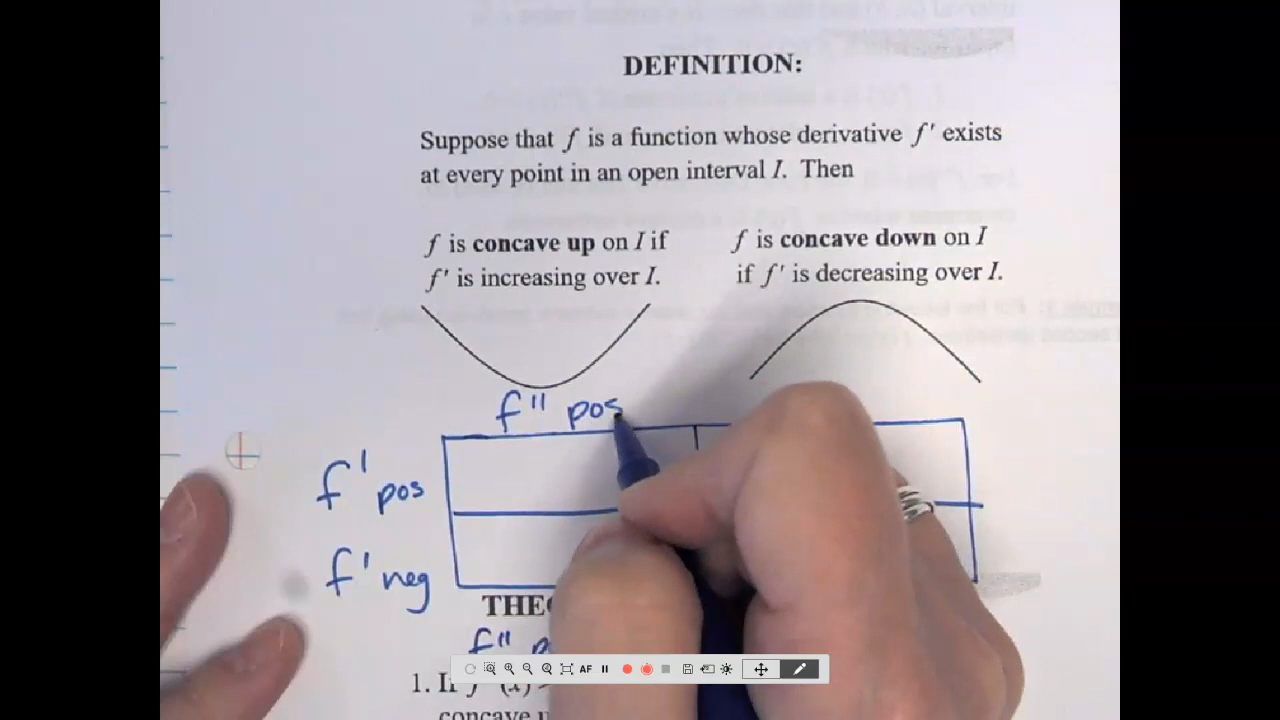 DEFINITION:
Suppose that f is a function whose derivative f' exists
at every point in an open interval I. Then
f is concave up on I if
f' is increasing over I.
f is concave down on I
if f' is decreasing over I.
f" pos
f' pos
f' neg
f"
1. If
concave
AF